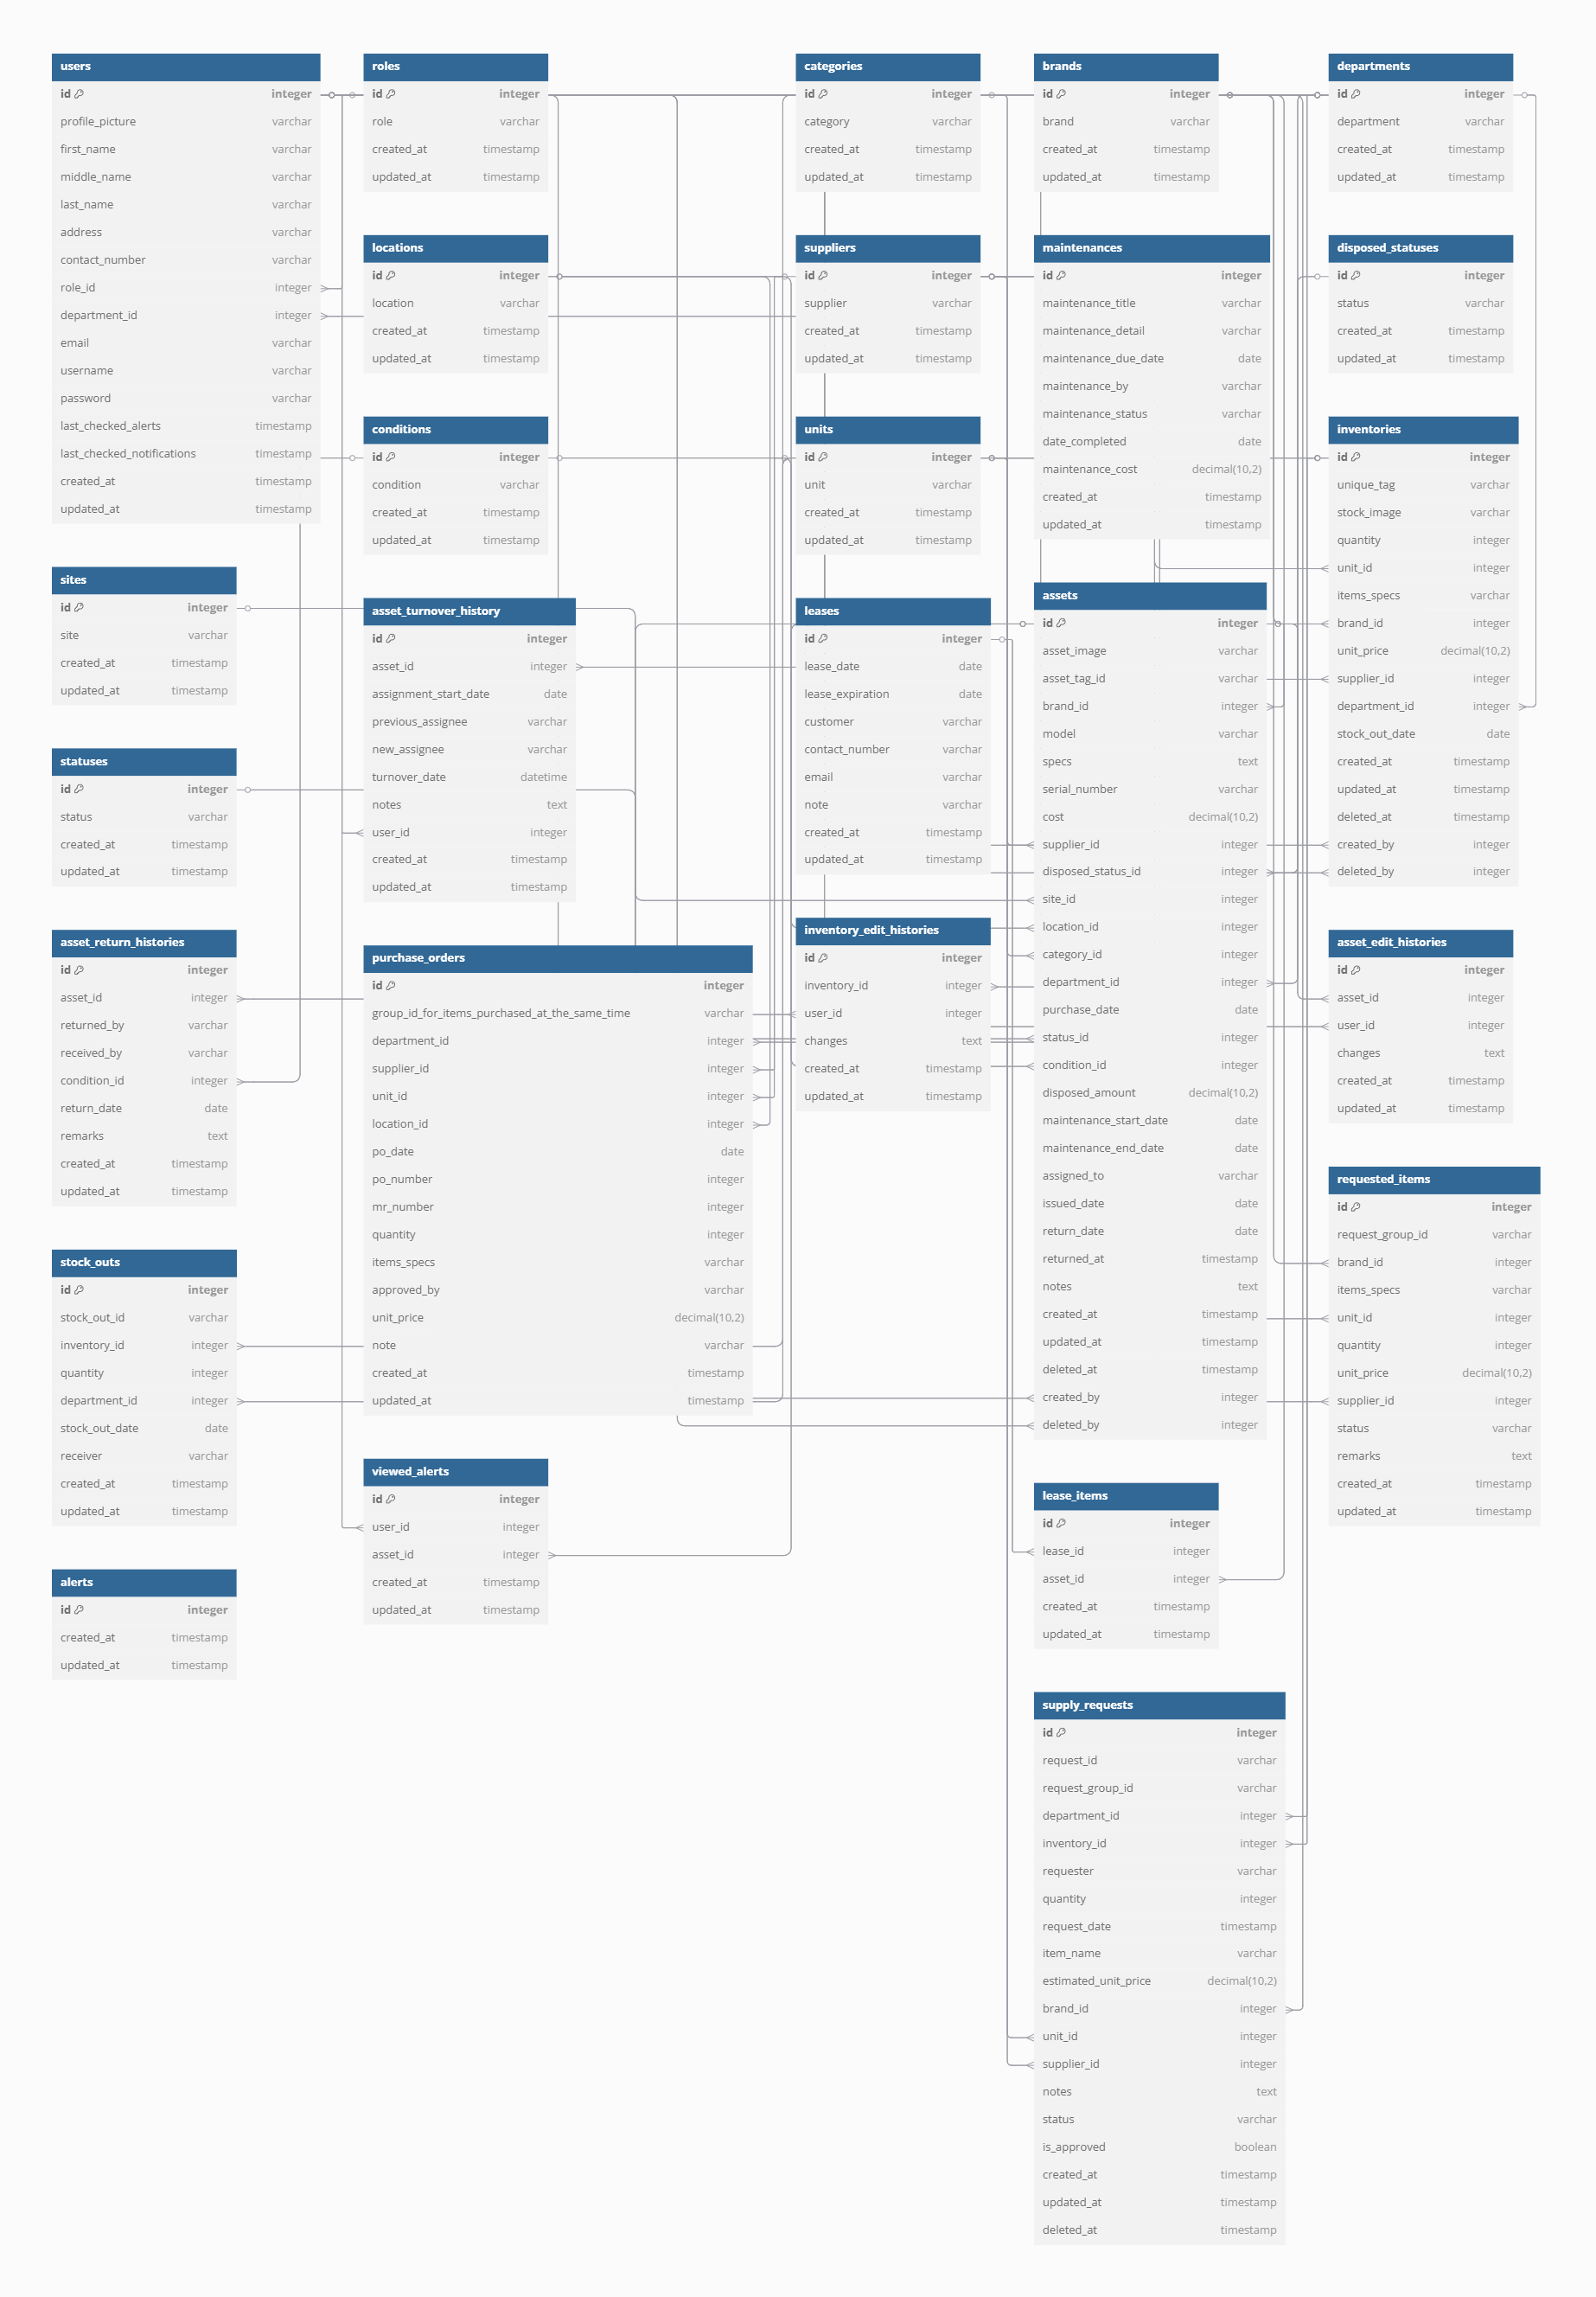 users
id integer
profile_picture varchar
first_name varchar
middle_name varchar
last_name varchar
address varchar
contact_number varchar
role_id integer
department_id integer
email varchar
username varchar
password varchar
last_checked_alerts timestamp
last_checked_notifications timestamp
created_at timestamp
updated_at timestamp
sites
id integer
site varchar
created_at timestamp
updated_at timestamp
statuses
id integer
status varchar
created_at timestamp
updated_at timestamp
asset_return_histories
id integer
asset_id integer
returned_by varchar
received_by varchar
condition_id integer
return_date date
remarks text
created_at timestamp
updated_at timestamp
stock_outs
id integer
stock_out_id varchar
inventory_id integer
quantity integer
department_id integer
stock_out_date date
receiver varchar
created_at timestamp
updated_at timestamp
alerts
id integer
created_at timestamp
updated_at timestamp
roles
id integer
role varchar
created_at timestamp
updated_at timestamp
locations
id integer
location varchar
created_at timestamp
updated_at timestamp
conditions
id integer
condition varchar
created_at timestamp
updated_at timestamp
asset_turnover_history
id integer
asset_id integer
assignment_start_date date
previous_assignee varchar
new_assignee varchar
turnover_date datetime
notes text
user_id integer
created_at timestamp
updated_at timestamp
purchase_orders
id integer
group_id_for_items_purchased_at_the_same_time varchar
department_id integer
supplier_id integer
unit_id integer
location_id integer
po_date date
po_number integer
mr_number integer
quantity integer
items_specs varchar
approved_by varchar
unit_price decimal(10,2)
note varchar
created_at timestamp
updated_at timestamp
viewed_alerts
id integer
user_id integer
asset_id integer
created_at timestamp
updated_at timestamp
categories
id integer
category varchar
created_at timestamp
updated_at timestamp
suppliers
id integer
supplier varchar
created_at timestamp
updated_at timestamp
units
id integer
unit varchar
created_at timestamp
updated_at timestamp
leases
id integer
lease_date date
lease_expiration date
customer varchar
contact_number varchar
email varchar
note varchar
created_at timestamp
updated_at timestamp
inventory_edit_histories
id integer
inventory_id integer
user_id integer
changes text
created_at timestamp
updated_at timestamp
brands
id integer
brand varchar
created_at timestamp
updated_at timestamp
maintenances
id integer
maintenance_title varchar
maintenance_detail varchar
maintenance_due_date date
maintenance_by varchar
maintenance_status varchar
date_completed date
maintenance_cost decimal(10,2)
created_at timestamp
updated_at timestamp
assets
id integer
asset_image varchar
asset_tag_id varchar
brand_id integer
model varchar
specs text
serial_number varchar
cost decimal(10,2)
supplier_id integer
disposed_status_id integer
site_id integer
location_id integer
category_id integer
department_id integer
purchase_date date
status_id integer
condition_id integer
disposed_amount decimal(10,2)
maintenance_start_date date
maintenance_end_date date
assigned_to varchar
issued_date date
return_date date
returned_at timestamp
notes text
created_at timestamp
updated_at timestamp
deleted_at timestamp
created_by integer
deleted_by integer
lease_items
id integer
lease_id integer
asset_id integer
created_at timestamp
updated_at timestamp
supply_requests
id integer
request_id varchar
request_group_id varchar
department_id integer
inventory_id integer
requester varchar
quantity integer
request_date timestamp
item_name varchar
estimated_unit_price decimal(10,2)
brand_id integer
unit_id integer
supplier_id integer
notes text
status varchar
is_approved boolean
created_at timestamp
updated_at timestamp
deleted_at timestamp
departments
id integer
department varchar
created_at timestamp
updated_at timestamp
disposed_statuses
id integer
status varchar
created_at timestamp
updated_at timestamp
inventories
id integer
unique_tag varchar
stock_image varchar
quantity integer
unit_id integer
items_specs varchar
brand_id integer
unit_price decimal(10,2)
supplier_id integer
department_id integer
stock_out_date date
created_at timestamp
updated_at timestamp
deleted_at timestamp
created_by integer
deleted_by integer
asset_edit_histories
id integer
asset_id integer
user_id integer
changes text
created_at timestamp
updated_at timestamp
requested_items
id integer
request_group_id varchar
brand_id integer
items_specs varchar
unit_id integer
quantity integer
unit_price decimal(10,2)
supplier_id integer
status varchar
remarks text
created_at timestamp
updated_at timestamp